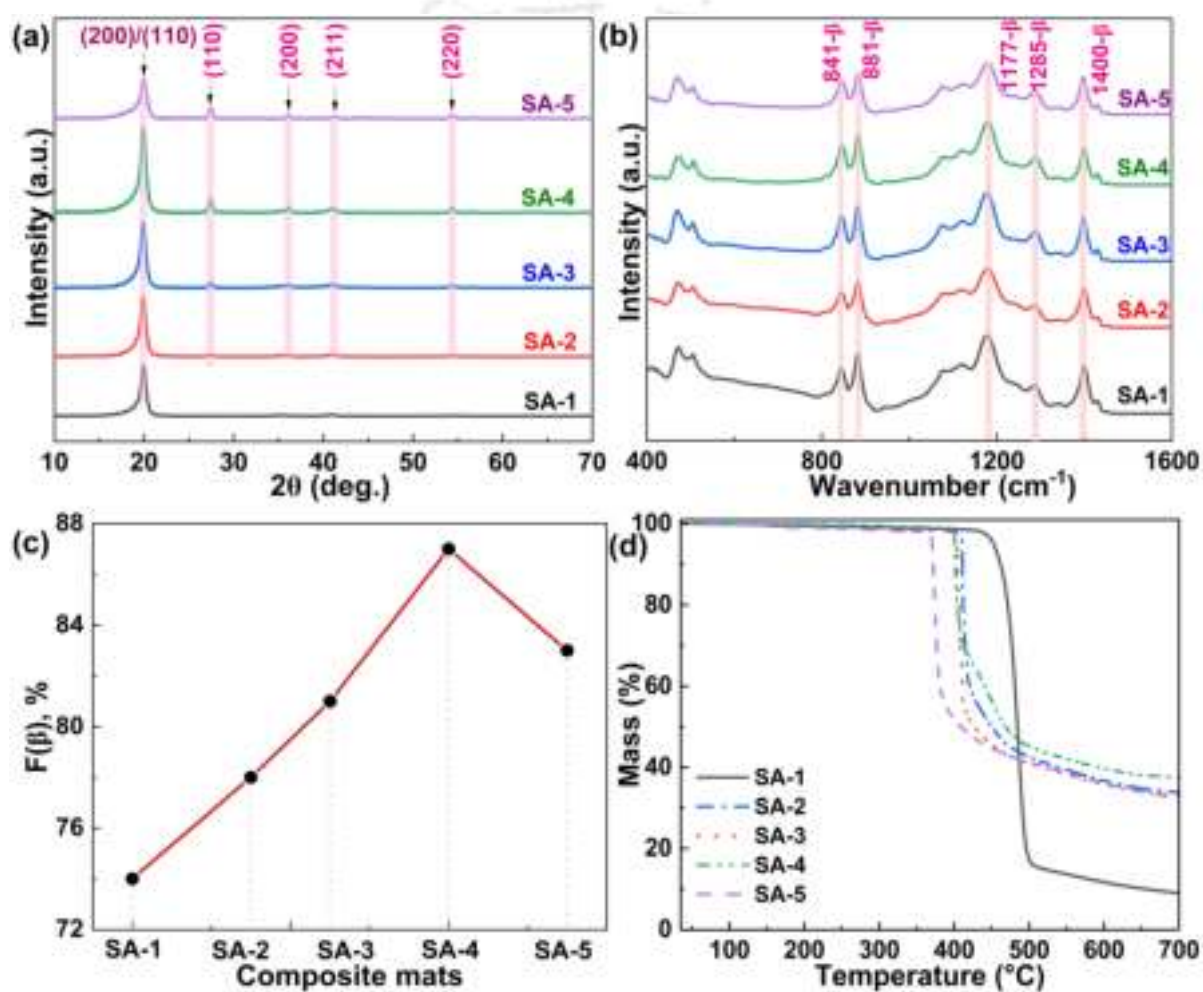 (a)
(200)/(110)
(110)
(200)
(211)
(220)
SA-5
SA-4
SA-3
SA-2
SA-1
Intensity (a.u.)
10 20 30 40 50 60 70
2θ (deg.)
(b)
841-β
881-β
1177-β
1285-β
1400-β
SA-5
SA-4
SA-3
SA-2
SA-1
Intensity (a.u.)
400 800 1200 1600
Wavenumber (cm⁻¹)
(c)
88
84
80
76
72
F(β), %
SA-1 SA-2 SA-3 SA-4 SA-5
Composite mats
(d)
100
80
60
40
20
0
Mass (%)
SA-1
SA-2
SA-3
SA-4
SA-5
100 200 300 400 500 600 700
Temperature (°C)